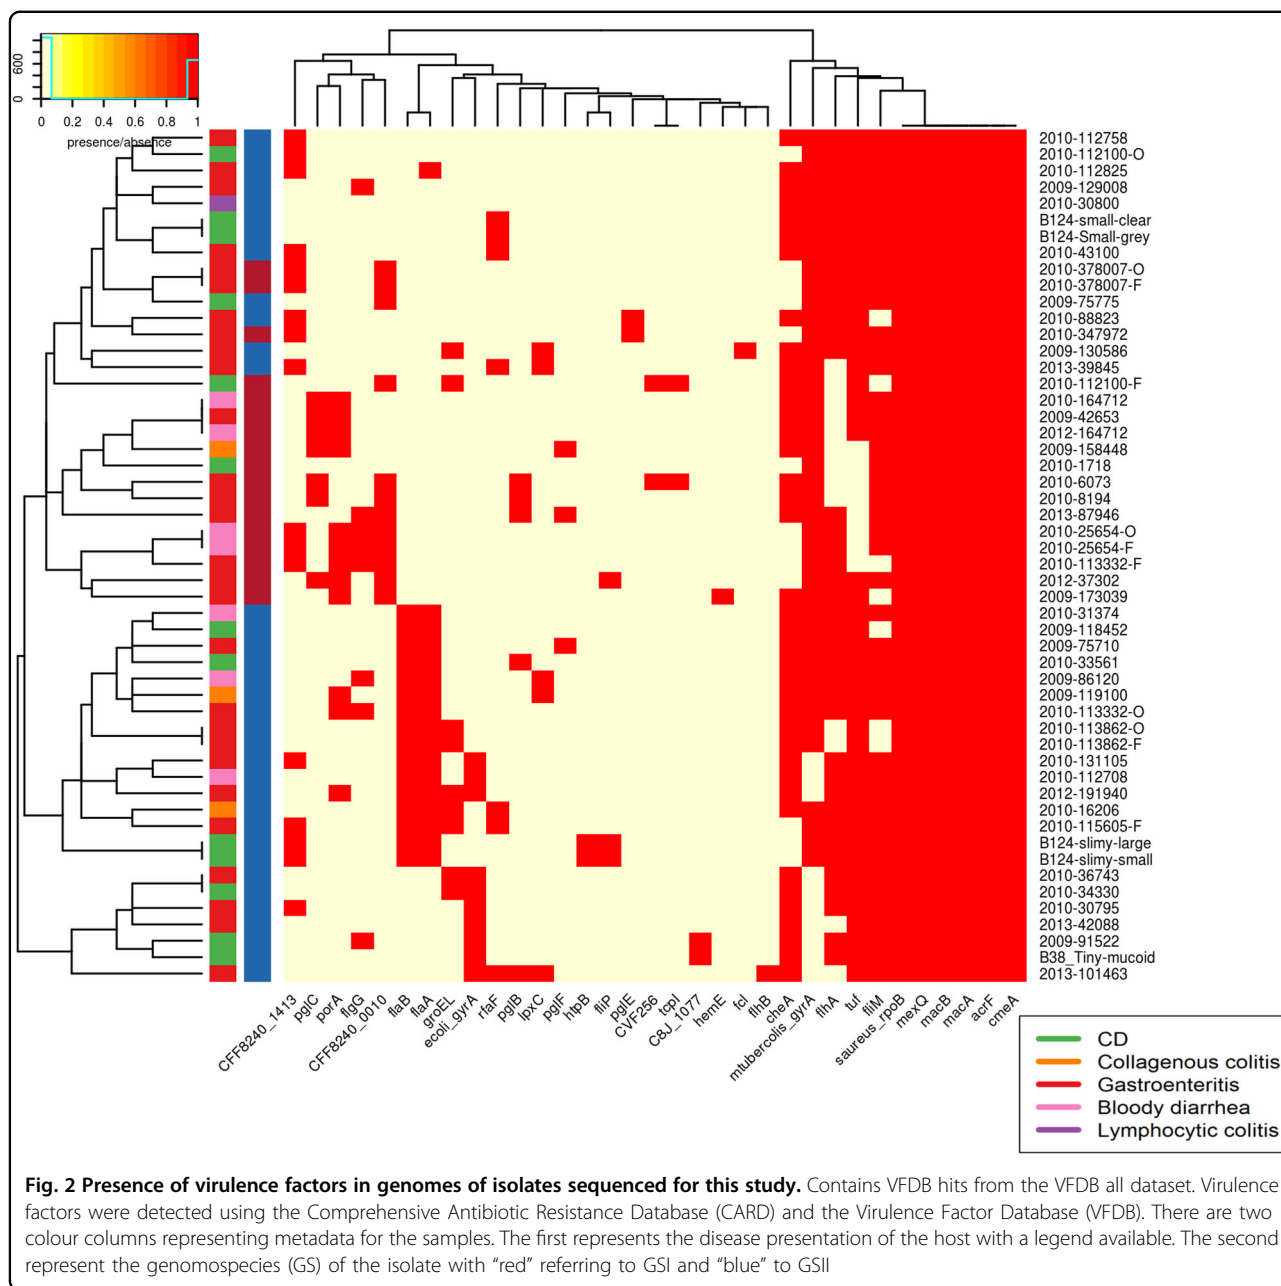 600
0
0 0.2 0.4 0.6 0.8 1
presence/absence
2010-112758
2010-112100-O
2010-112825
2009-129008
2010-30800
B124-small-clear
B124-Small-grey
2010-43100
2010-378007-O
2010-378007-F
2009-75775
2010-88823
2010-347972
2009-130586
2013-39845
2010-112100-F
2010-164712
2009-42653
2012-164712
2009-158448
2010-1718
2010-6073
2010-8194
2013-87946
2010-25654-O
2010-25654-F
2010-113332-F
2012-37302
2009-173039
2010-31374
2009-118452
2009-75710
2010-33561
2009-86120
2009-119100
2010-113332-O
2010-113862-O
2010-113862-F
2010-131105
2010-112708
2012-191940
2010-16206
2010-115605-F
B124-slimy-large
B124-slimy-small
2010-36743
2010-34330
2010-30795
2013-42088
2009-91522
B38_Tiny-mucoid
2013-101463
CFF8240_1413
pglC
porA
flgG
CFF8240_0010
flaB
flaA
groEL
ecoli_gyrA
rfaF
pglB
lpxC
pglF
htpB
fliP
pglE
CVF256
tcpI
C8J_1077
hemE
fcl
flhB
cheA
mtubercolis_gyrA
flhA
tuf
fliM
saureus_rpoB
mexQ
macB
macA
acrF
cmeA
CD
Collagenous colitis
Gastroenteritis
Bloody diarrhea
Lymphocytic colitis
Fig. 2 Presence of virulence factors in genomes of isolates sequenced for this study. Contains VFDB hits from the VFDB all dataset. Virulence
factors were detected using the Comprehensive Antibiotic Resistance Database (CARD) and the Virulence Factor Database (VFDB). There are two
colour columns representing metadata for the samples. The first represents the disease presentation of the host with a legend available. The second
represent the genomospecies (GS) of the isolate with “red” referring to GSI and “blue” to GSII